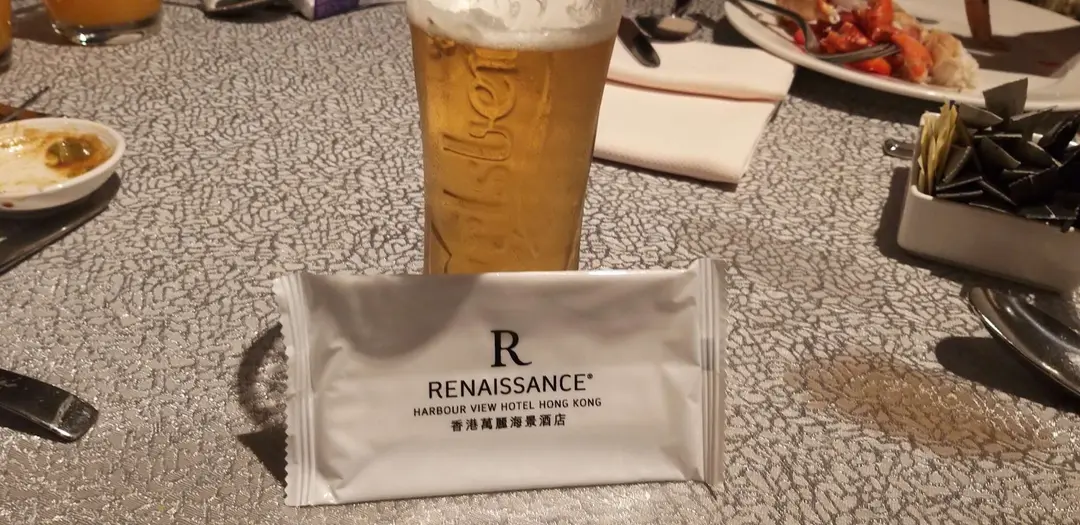 R
RENAISSANCE®
HARBOUR VIEW HOTEL HONG KONG
香港萬麗海景酒店